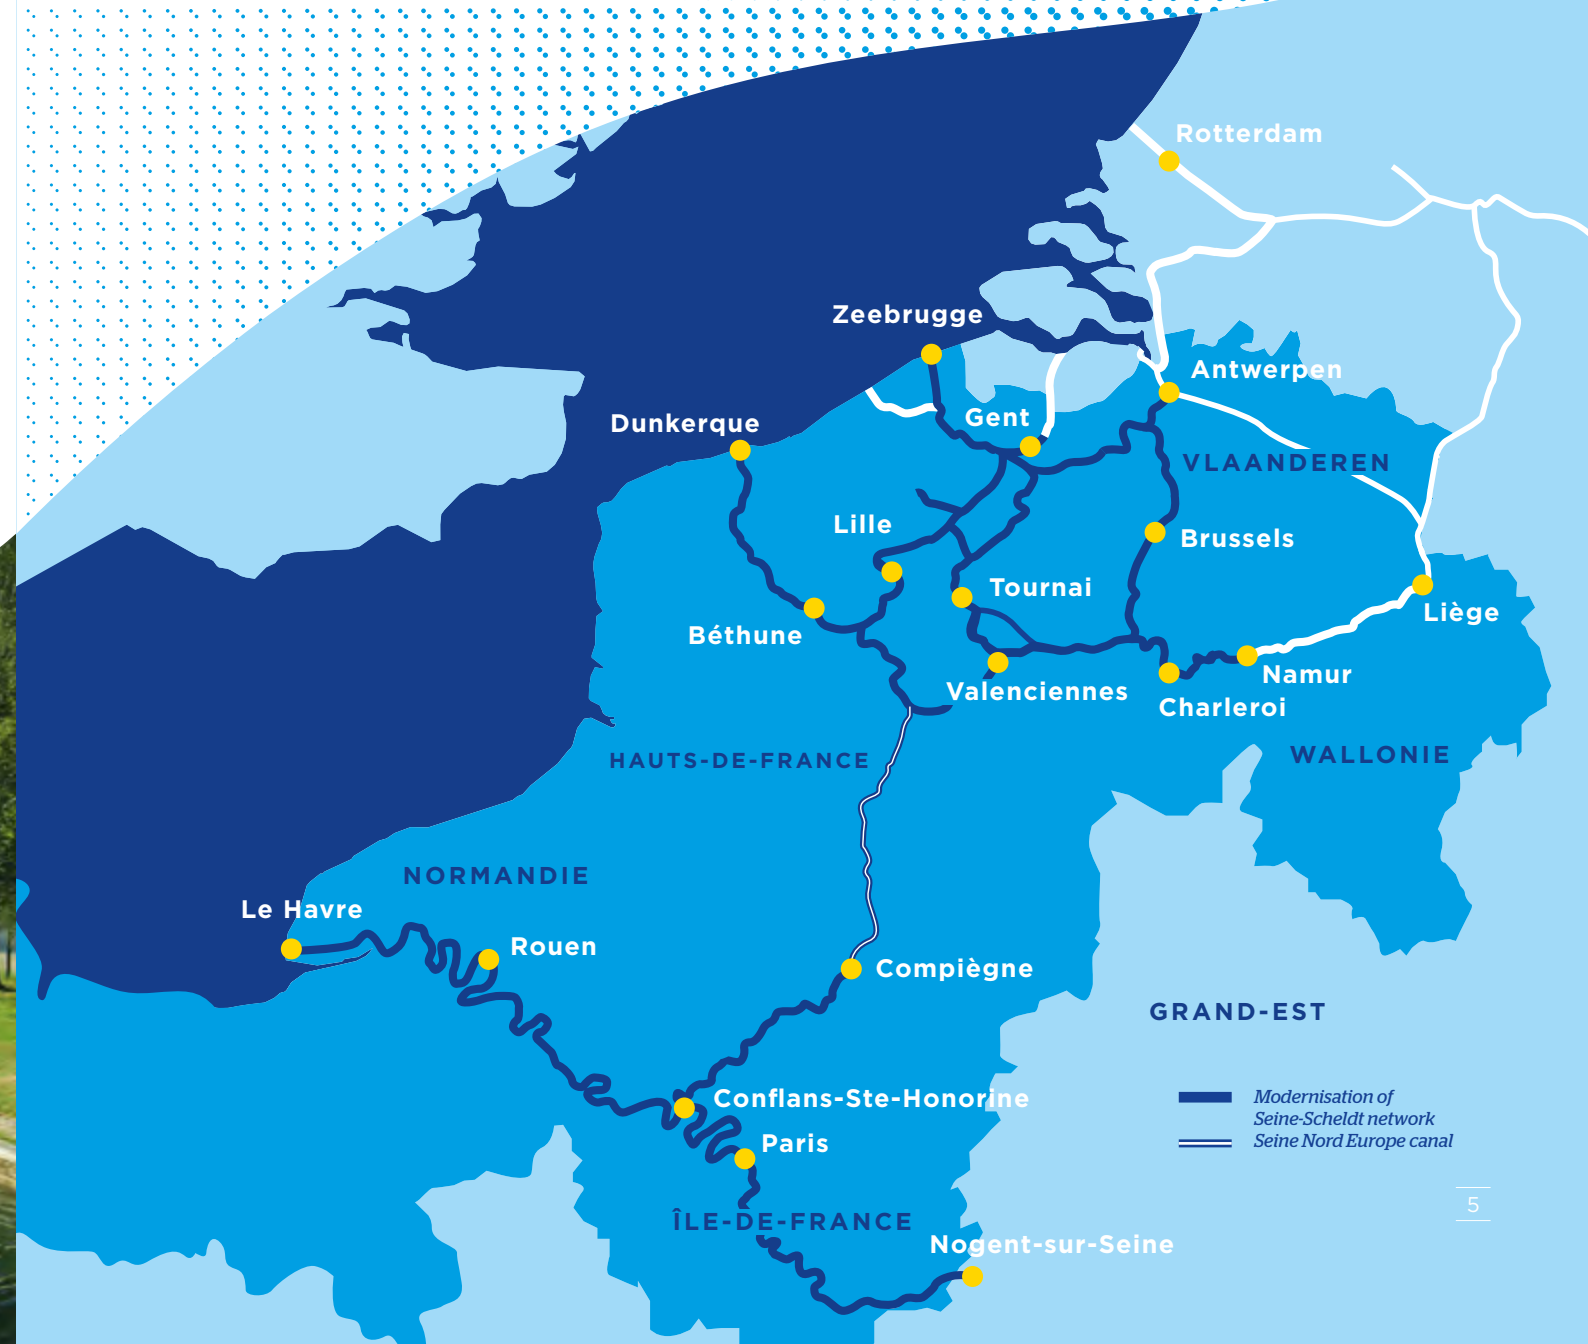 Rotterdam
Zeebrugge
Antwerpen
Gent
Dunkerque
VLAANDEREN
Lille
Brussels
Tournai
Liège
Béthune
Namur
Valenciennes
Charleroi
WALLONIE
HAUTS-DE-FRANCE
NORMANDIE
Le Havre
Rouen
Compiègne
GRAND-EST
Conflans-Ste-Honorine
Modernisation of
Seine-Scheldt network
Seine Nord Europe canal
Paris
5
ÎLE-DE-FRANCE
Nogent-sur-Seine